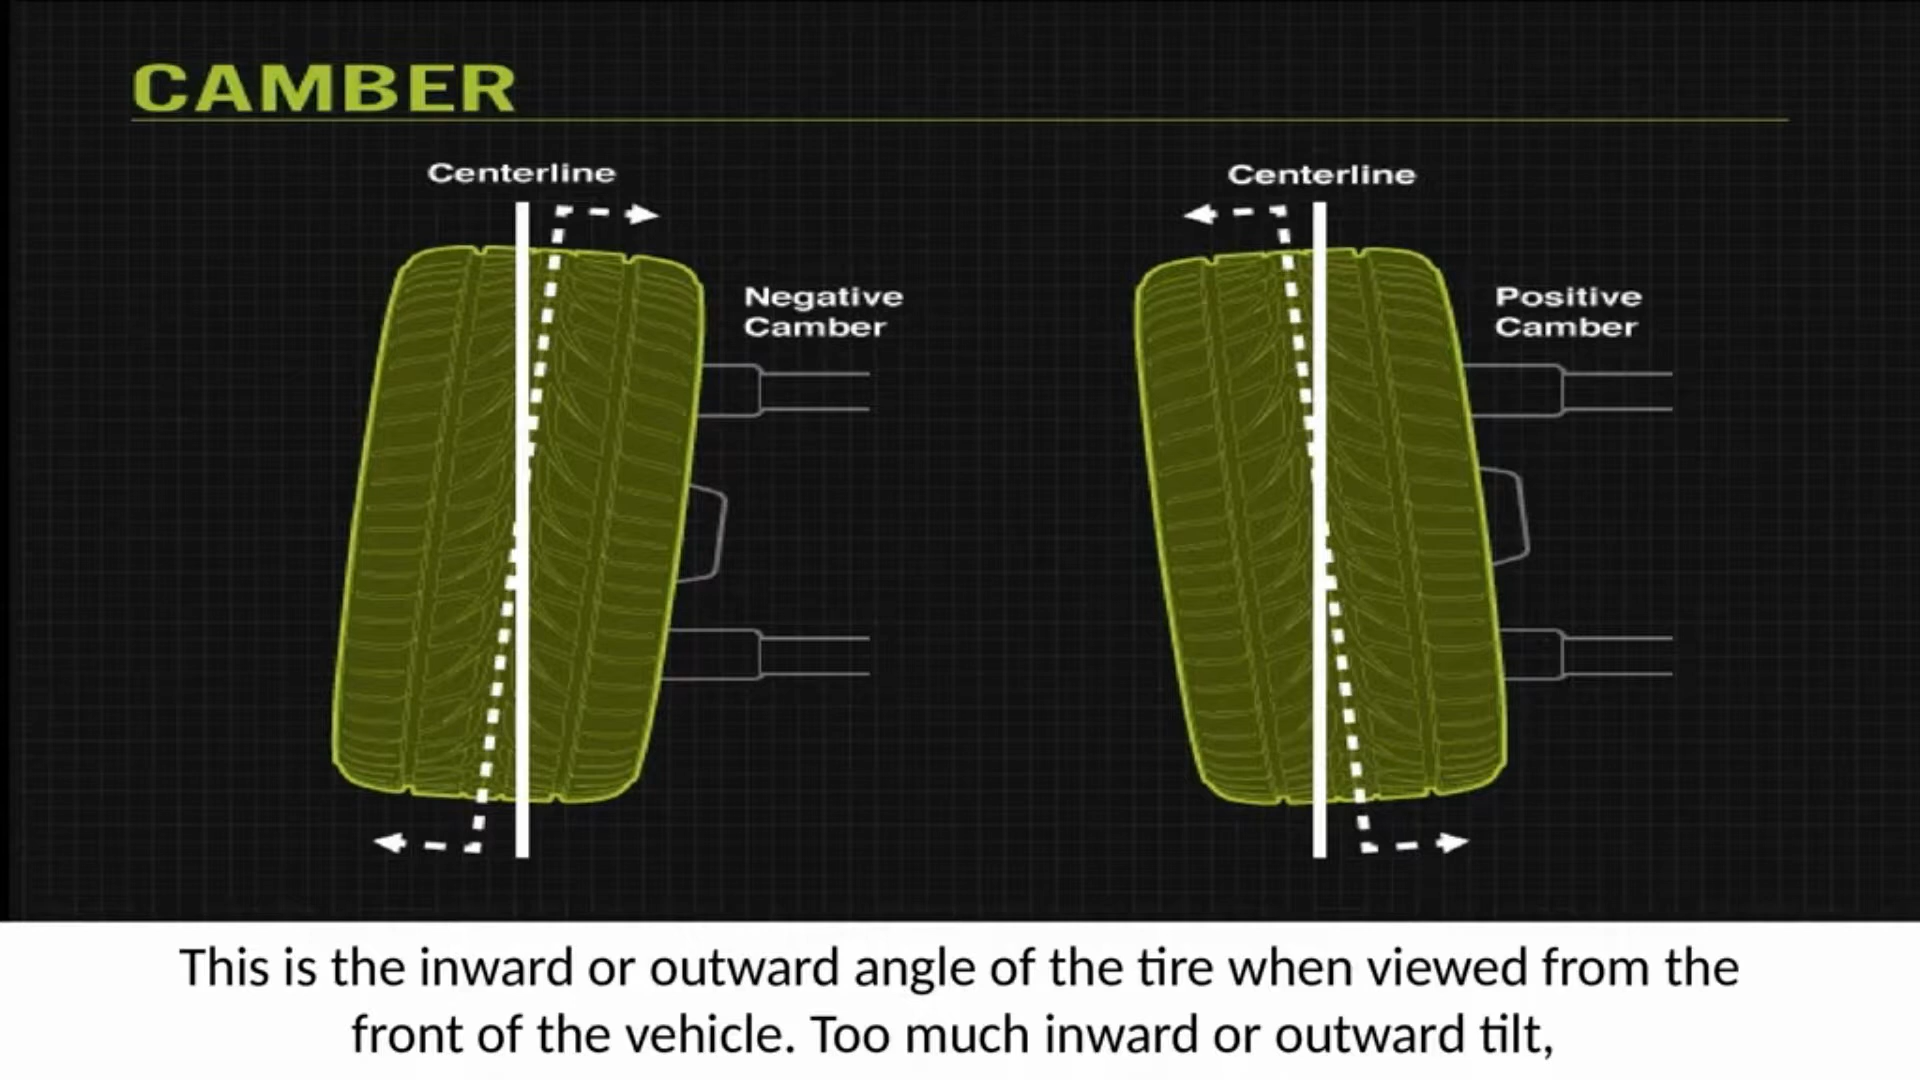 CAMBER
Centerline
Centerline
Negative
Camber
Positive
Camber
This is the inward or outward angle of the tire when viewed from the
front of the vehicle. Too much inward or outward tilt,